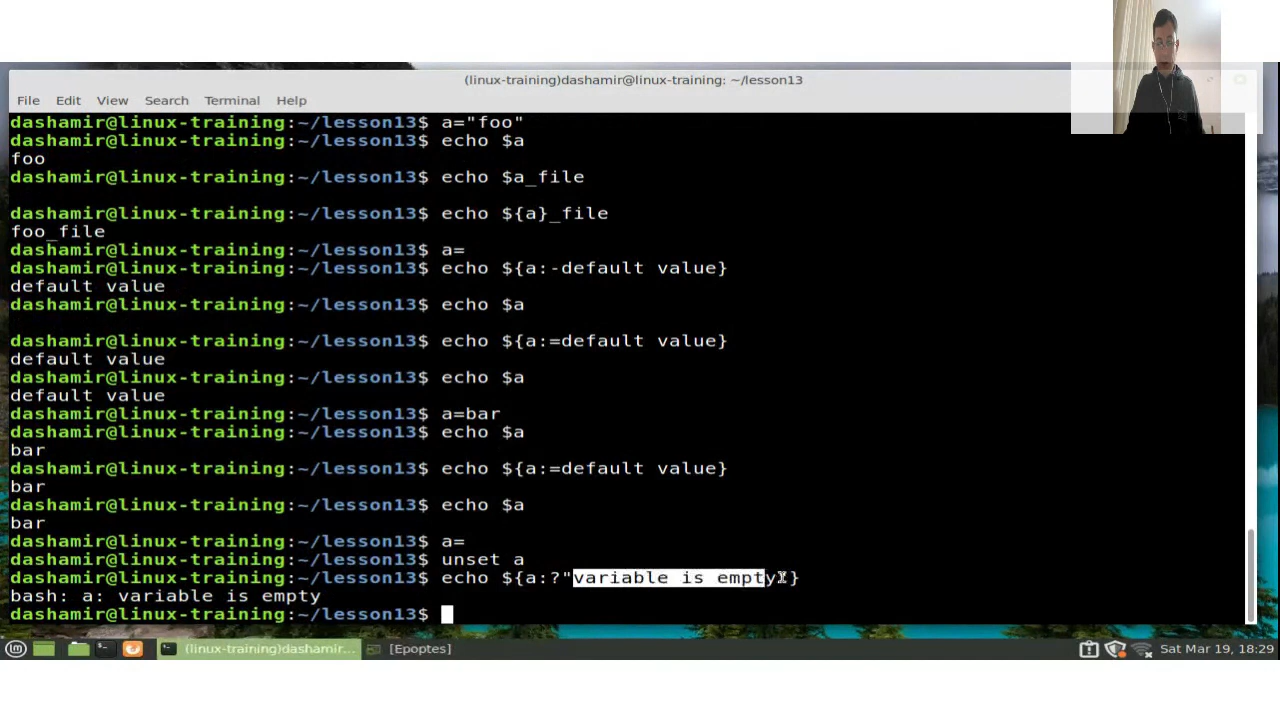 (linux-training)dashamir@linux-training: ~/lesson13
File Edit View Search Terminal Help
dashamir@linux-training:~/lesson13$ a="foo"
dashamir@linux-training:~/lesson13$ echo $a
foo
dashamir@linux-training:~/lesson13$ echo $a_file
dashamir@linux-training:~/lesson13$ echo ${a}_file
foo_file
dashamir@linux-training:~/lesson13$ a=
dashamir@linux-training:~/lesson13$ echo ${a:-default value}
default value
dashamir@linux-training:~/lesson13$ echo $a
dashamir@linux-training:~/lesson13$ echo ${a:=default value}
default value
dashamir@linux-training:~/lesson13$ echo $a
default value
dashamir@linux-training:~/lesson13$ a=bar
dashamir@linux-training:~/lesson13$ echo $a
bar
dashamir@linux-training:~/lesson13$ echo ${a:=default value}
bar
dashamir@linux-training:~/lesson13$ echo $a
bar
dashamir@linux-training:~/lesson13$ a=
dashamir@linux-training:~/lesson13$ unset a
dashamir@linux-training:~/lesson13$ echo ${a:?"variable is empty"}
bash: a: variable is empty
dashamir@linux-training:~/lesson13$
(linux-training)dashamir... [Epoptes] Sat Mar 19, 18:29